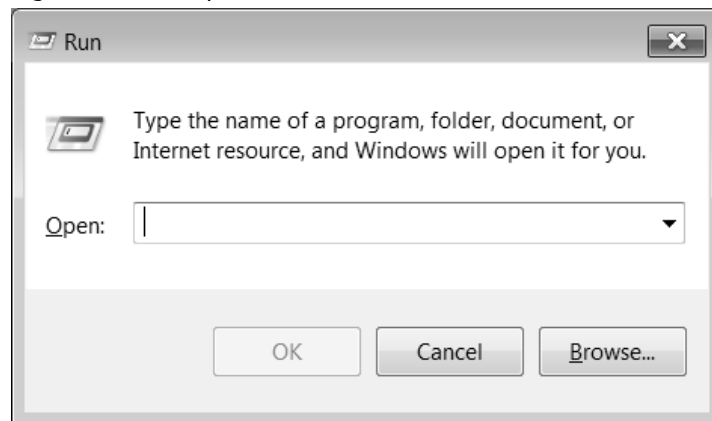 Run
Type the name of a program, folder, document, or
Internet resource, and Windows will open it for you.
Open:
OK
Cancel
Browse...